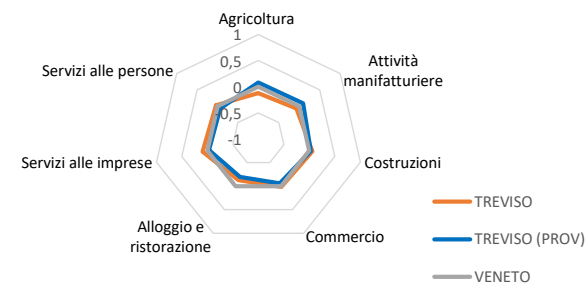 Agricoltura
1
0,5
0
-0,5
-1
Attività
manifatturiere
Costruzioni
Commercio
Alloggio e
ristorazione
Servizi alle imprese
Servizi alle persone
TREVISO
TREVISO (PROV)
VENETO